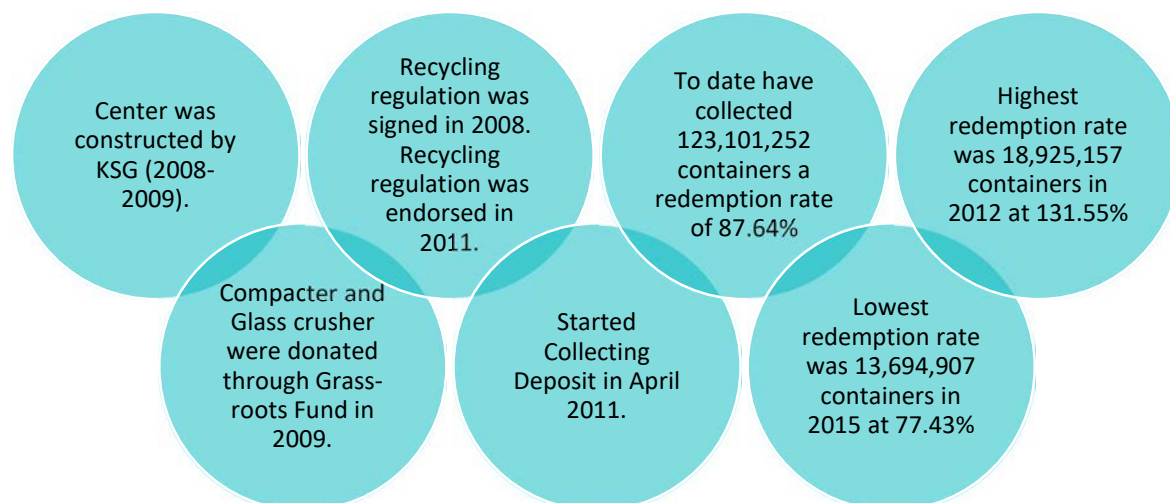 Center was
constructed by
KSG (2008-
2009).
Compacter and
Glass crusher
were donated
through Grass-
roots Fund in
2009.
Recycling
regulation was
signed in 2008.
Recycling
regulation was
endorsed in
2011.
Started
Collecting
Deposit in April
2011.
To date have
collected
123,101,252
containers a
redemption rate
of 87.64%
Lowest
redemption rate
was 13,694,907
containers in
2015 at 77.43%
Highest
redemption rate
was 18,925,157
containers in
2012 at 131.55%